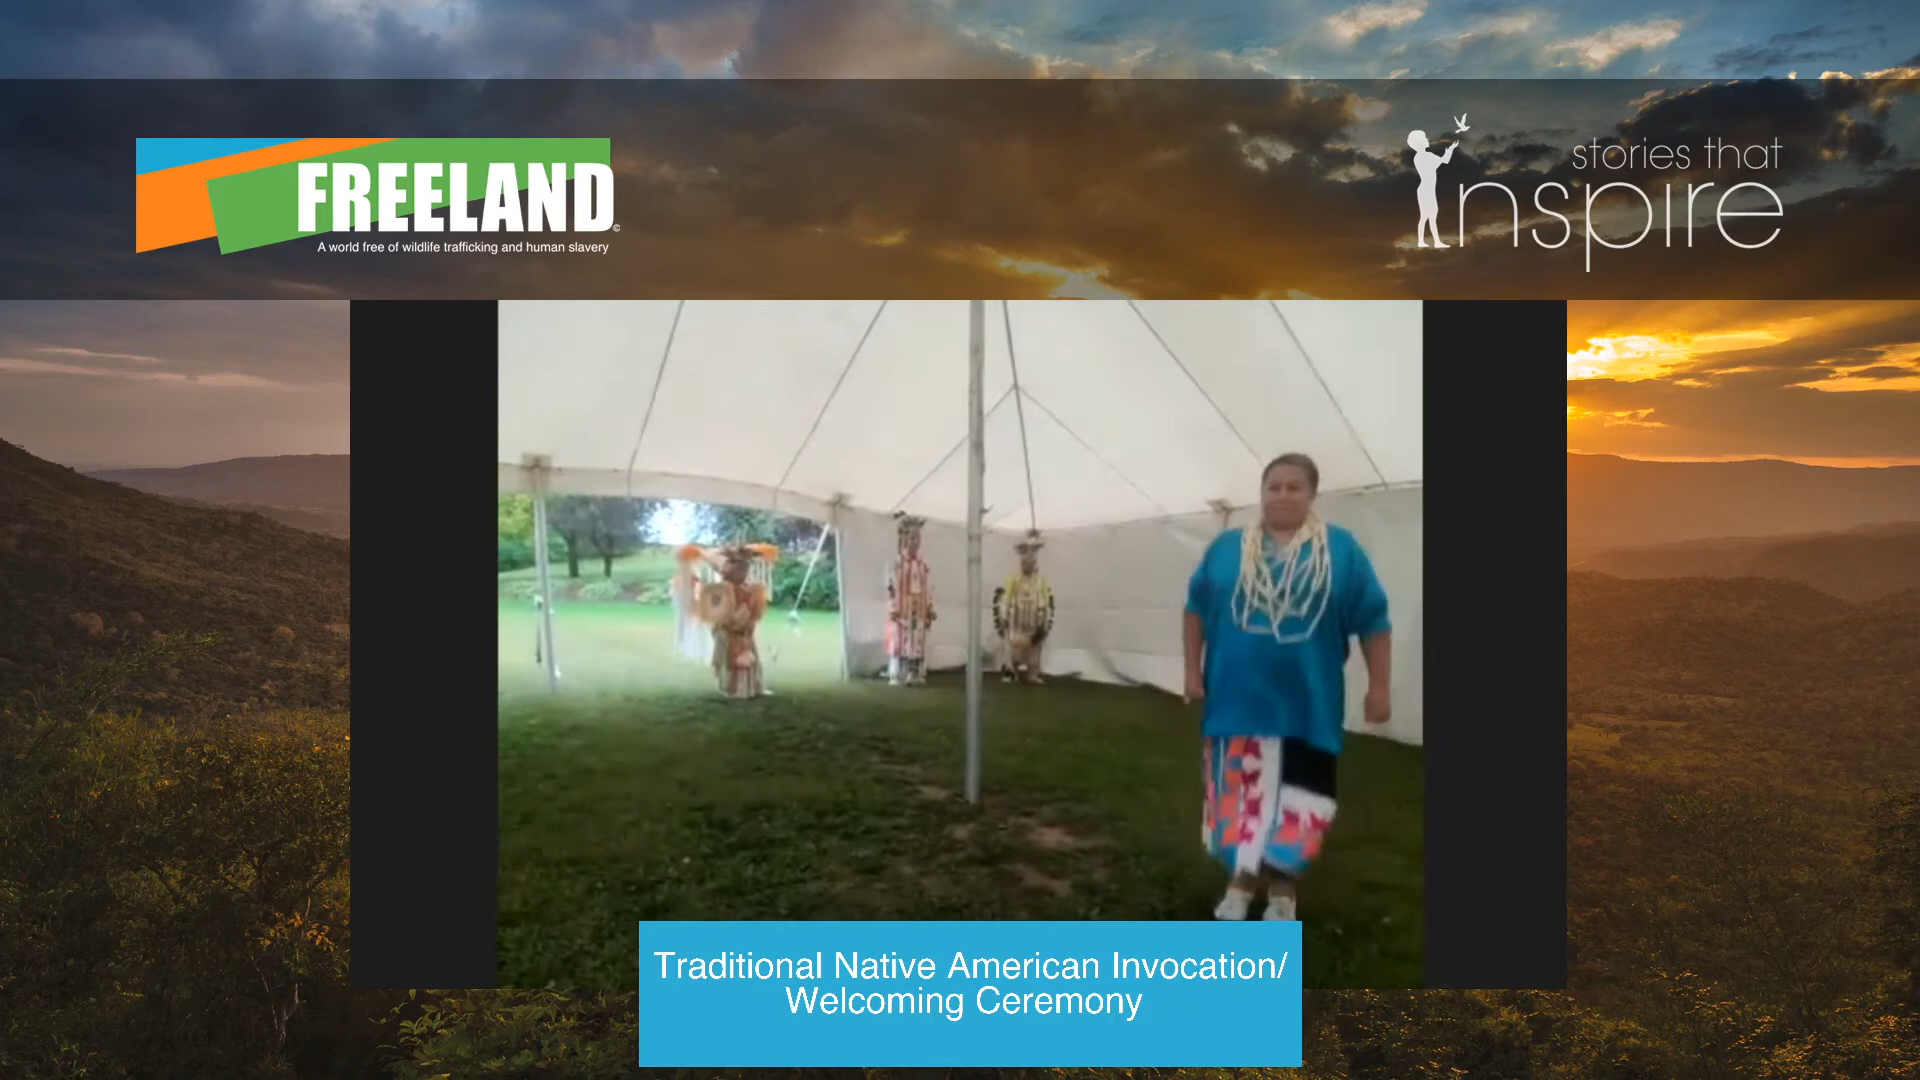 FREELAND©
A world free of wildlife trafficking and human slavery
stories that
inspire
Traditional Native American Invocation/
Welcoming Ceremony